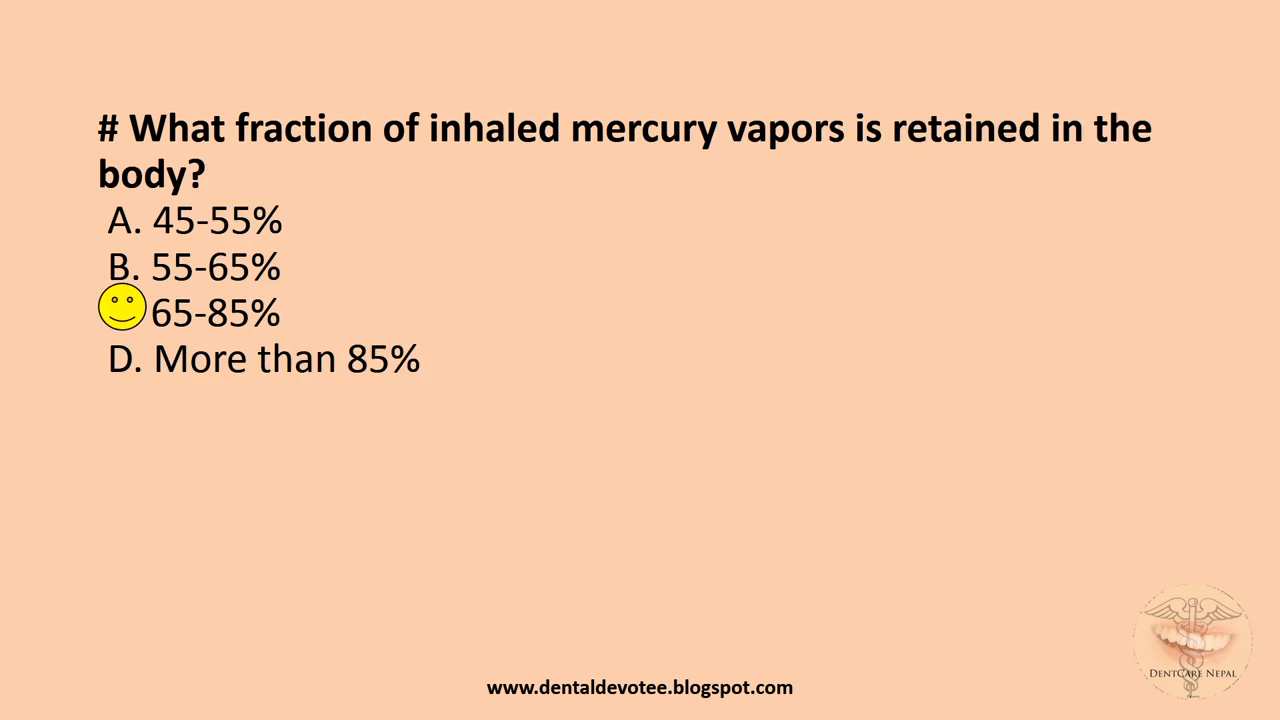 # What fraction of inhaled mercury vapors is retained in the
body?
A. 45-55%
B. 55-65%
65-85%
D. More than 85%
DENTCARE NEPAL
www.dentaldevotee.blogspot.com